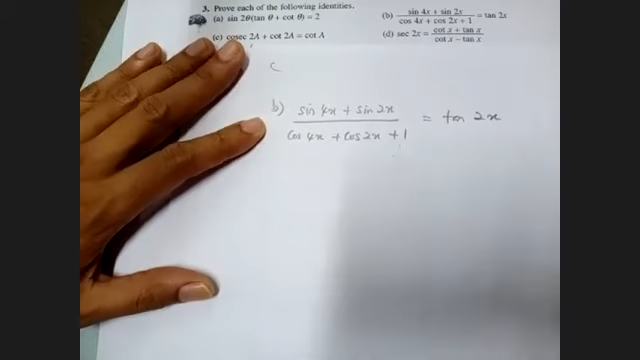 3. Prove each of the following identities.
(a) sin 2θ(tan θ + cot θ) = 2
(b) (sin 4x + sin 2x)/(cos 4x + cos 2x + 1) = tan 2x
(c) cosec 2A + cot 2A = cot A
(d) sec 2x = (cot x + tan x)/(cot x − tan x)
c
b) (sin 4x + sin 2x)/(cos 4x + cos 2x + 1) = tan 2x